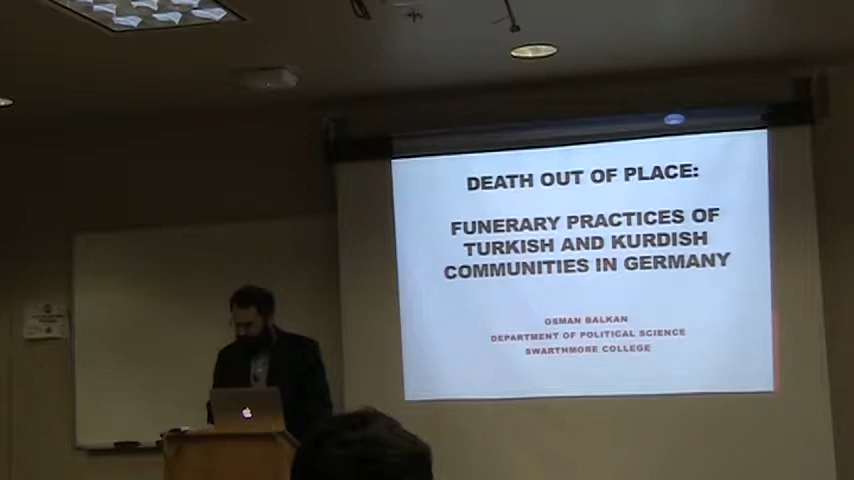 DEATH OUT OF PLACE:
FUNERARY PRACTICES OF
TURKISH AND KURDISH
COMMUNITIES IN GERMANY
OSMAN BALKAN
DEPARTMENT OF POLITICAL SCIENCE
SWARTHMORE COLLEGE